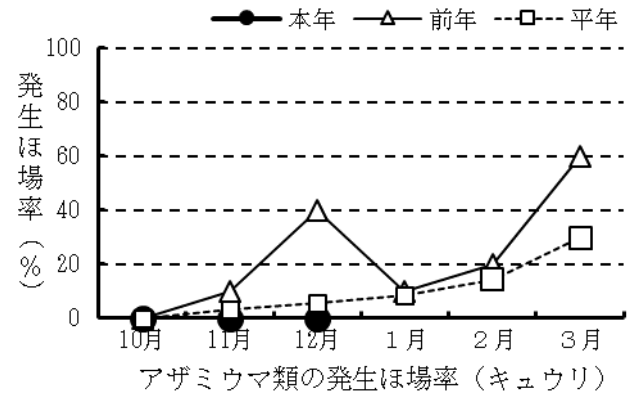 本年 前年 平年
発生ほ場率(%)
100
80
60
40
20
0
10月 11月 12月 1月 2月 3月
アザミウマ類の発生ほ場率(キュウリ)